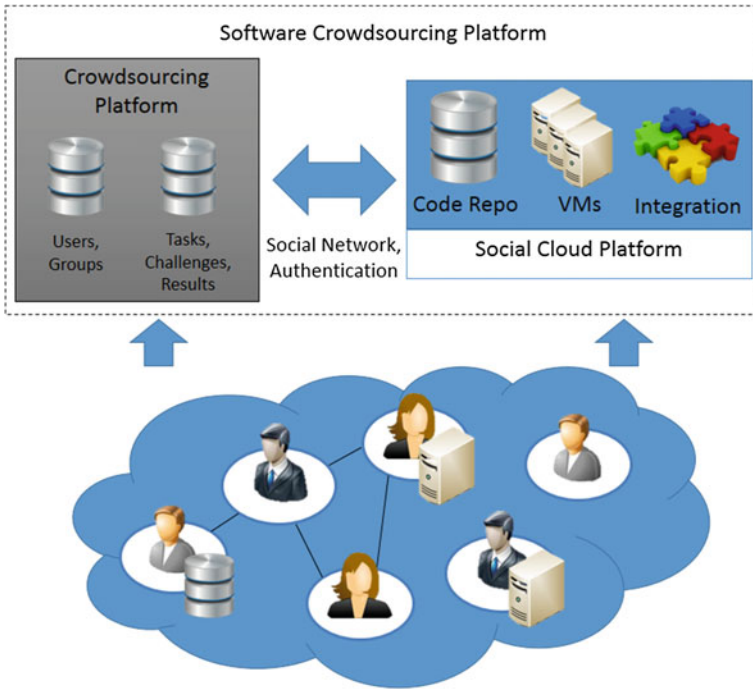 Software Crowdsourcing Platform
Crowdsourcing
Platform
Users,
Groups
Tasks,
Challenges,
Results
Social Network,
Authentication
Code Repo
VMs
Integration
Social Cloud Platform